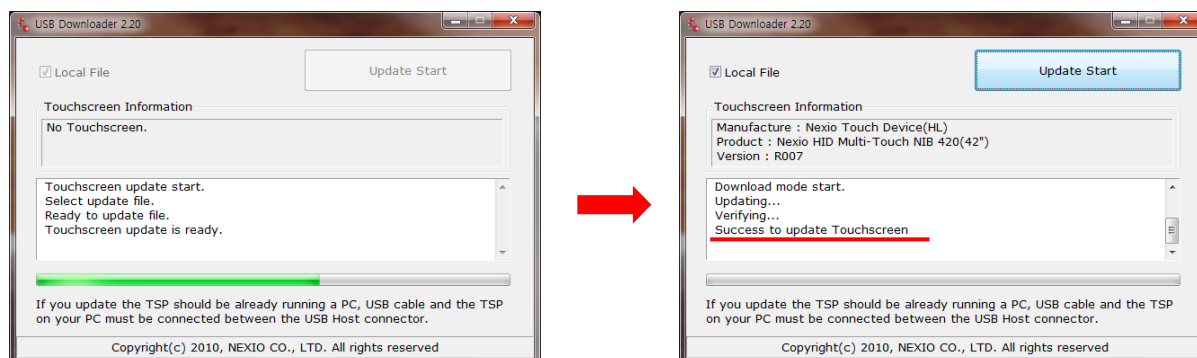 USB Downloader 2.20
Local File
Update Start
Touchscreen Information
No Touchscreen.
Touchscreen update start.
Select update file.
Ready to update file.
Touchscreen update is ready.
If you update the TSP should be already running a PC, USB cable and the TSP
on your PC must be connected between the USB Host connector.
Copyright(c) 2010, NEXIO CO., LTD. All rights reserved
USB Downloader 2.20
Local File
Update Start
Touchscreen Information
Manufacture : Nexio Touch Device(HL)
Product : Nexio HID Multi-Touch NIB 420(42")
Version : R007
Download mode start.
Updating...
Verifying...
Success to update Touchscreen
If you update the TSP should be already running a PC, USB cable and the TSP
on your PC must be connected between the USB Host connector.
Copyright(c) 2010, NEXIO CO., LTD. All rights reserved